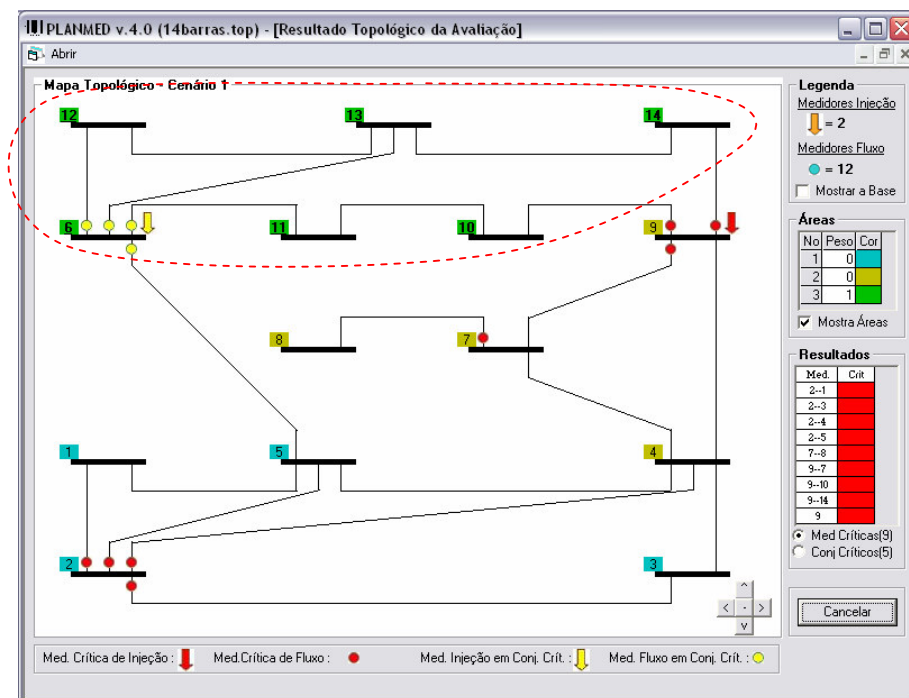 PLANMED v.4.0 (14barras.top) - [Resultado Topológico da Avaliação]
Abrir
Mapa Topológico - Cenário 1
12
13
14
6
11
10
9
8
7
1
5
4
2
3
Legenda
Medidores Injeção
= 2
Medidores Fluxo
= 12
Mostrar a Base
Áreas
No Peso Cor
1 0
2 0
3 1
Mostra Áreas
Resultados
Med. Crit
2--1
2--3
2--4
2--5
7--8
9--7
9--10
9--14
9
Med Críticas(9)
Conj Críticos(5)
< - >
^
v
Cancelar
Med. Crítica de Injeção : Med.Crítica de Fluxo : Med. Injeção em Conj. Crít. : Med. Fluxo em Conj. Crít. :